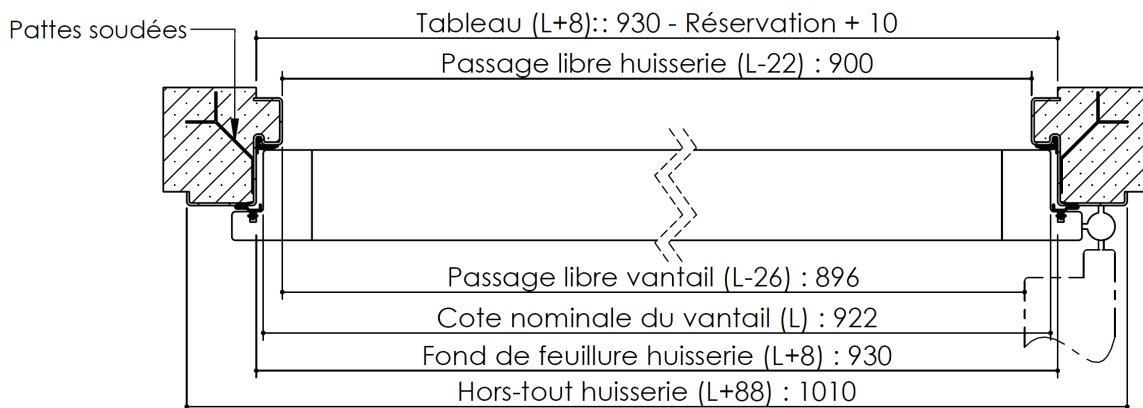 Tableau (L+8):: 930 - Réservation + 10
Pattes soudées
Passage libre huisserie (L-22) : 900
Passage libre vantail (L-26) : 896
Cote nominale du vantail (L) : 922
Fond de feuillure huisserie (L+8) : 930
Hors-tout huisserie (L+88) : 1010